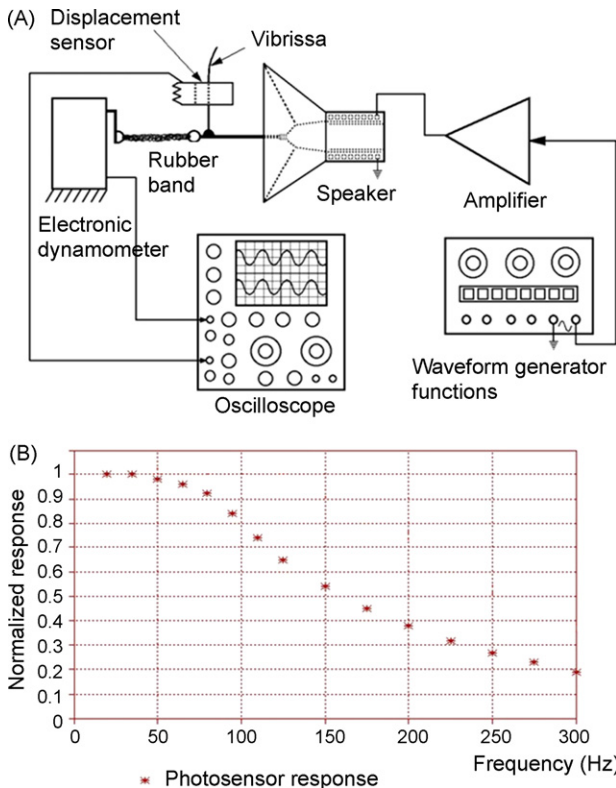 (A)
Displacement
sensor
Vibrissa
Rubber
band
Speaker
Amplifier
Electronic
dynamometer
Oscilloscope
Waveform generator
functions
(B)
Normalized response
1
0.9
0.8
0.7
0.6
0.5
0.4
0.3
0.2
0.1
0
0 50 100 150 200 250 300
Frequency (Hz)
Photosensor response